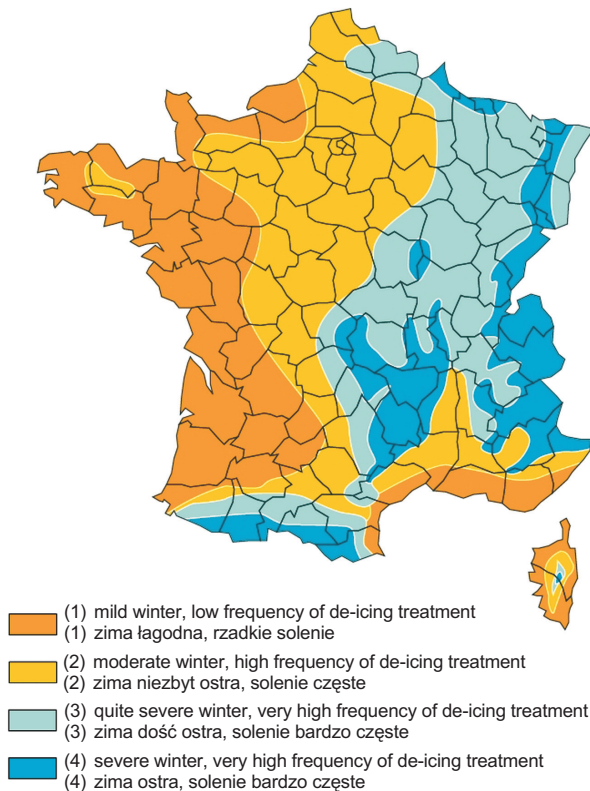 (1) mild winter, low frequency of de-icing treatment
(1) zima łagodna, rzadkie solenie
(2) moderate winter, high frequency of de-icing treatment
(2) zima niezbyt ostra, solenie częste
(3) quite severe winter, very high frequency of de-icing treatment
(3) zima dość ostra, solenie bardzo częste
(4) severe winter, very high frequency of de-icing treatment
(4) zima ostra, solenie bardzo częste